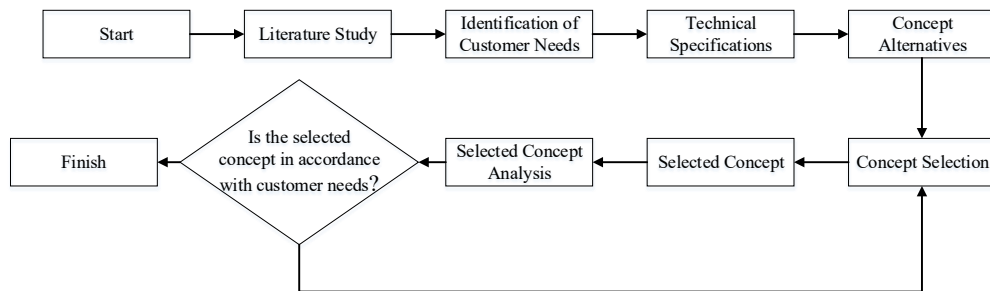 Start
Literature Study
Identification of
Customer Needs
Technical
Specifications
Concept
Alternatives
Concept Selection
Selected Concept
Selected Concept
Analysis
Is the selected
concept in accordance
with customer needs?
Finish